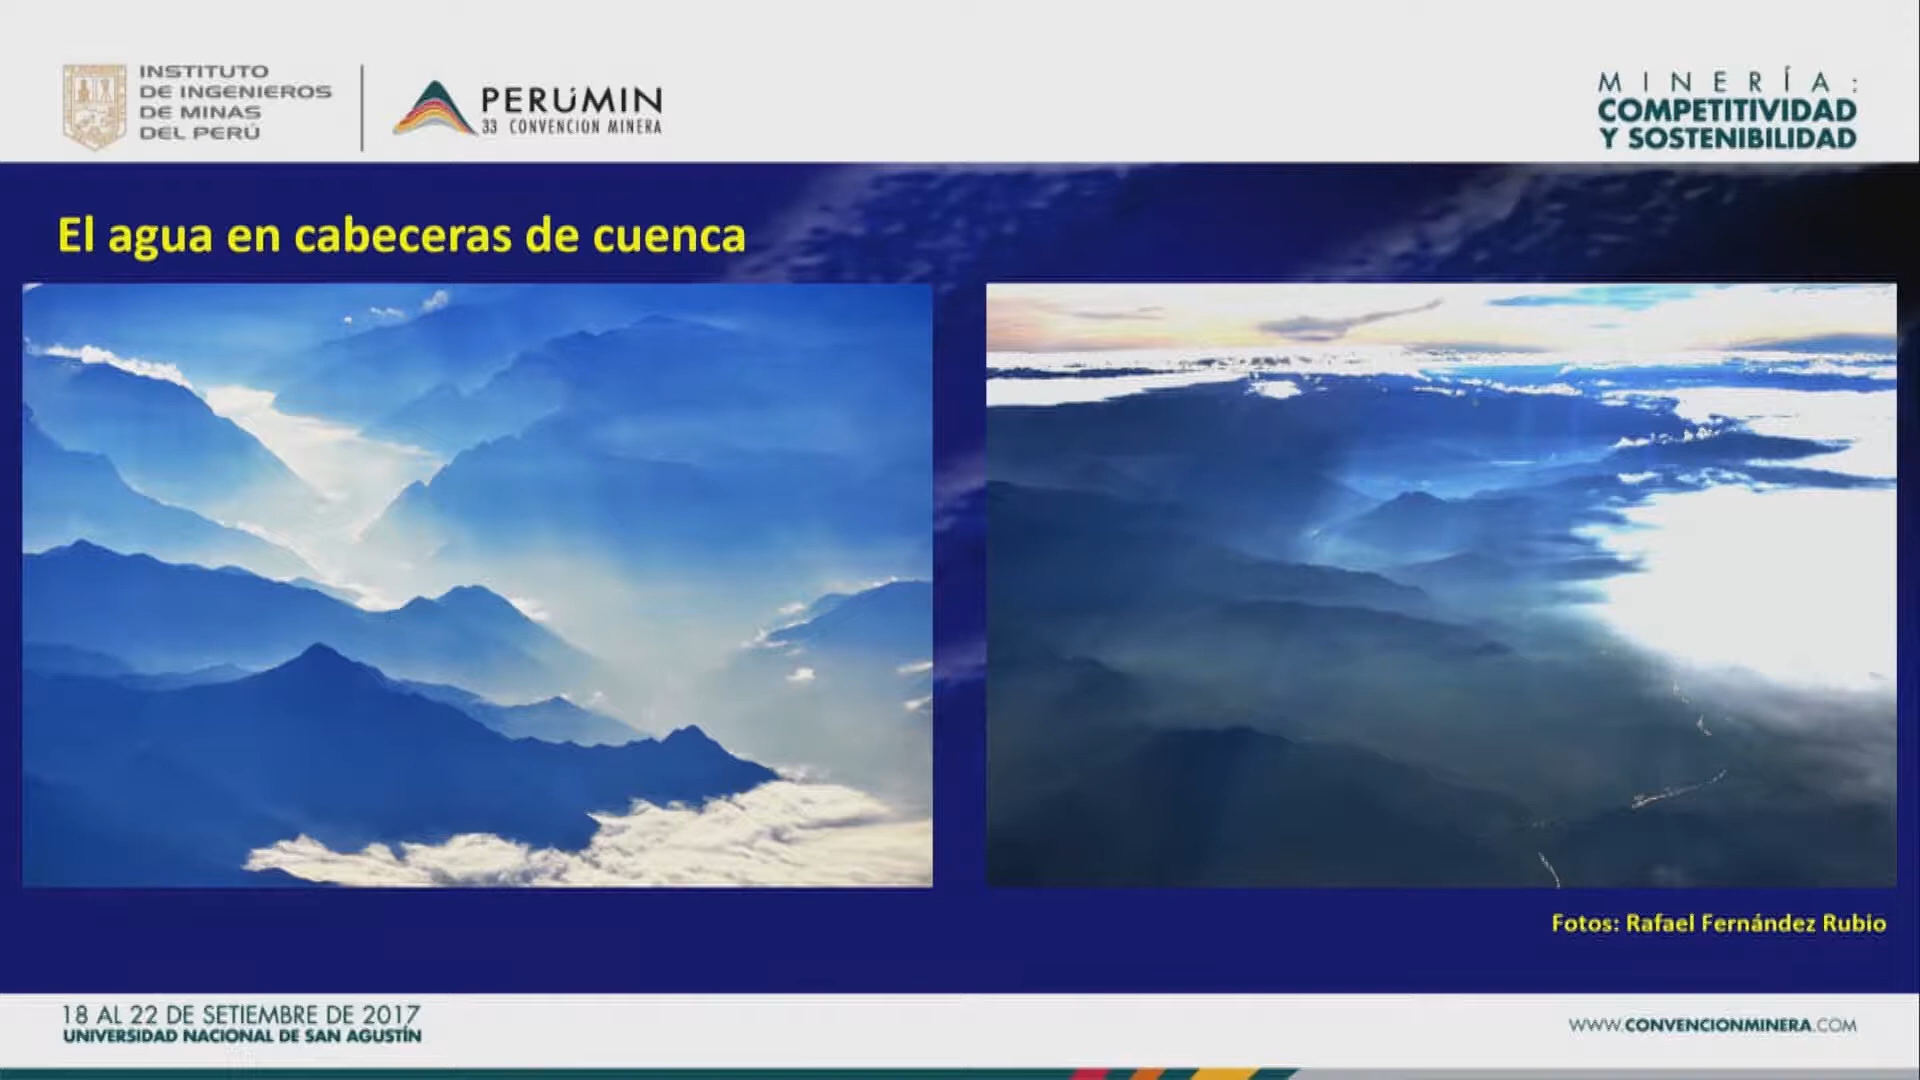 INSTITUTO
DE INGENIEROS
DE MINAS
DEL PERÚ
PERÚMIN
33 CONVENCION MINERA
MINERÍA:
COMPETITIVIDAD
Y SOSTENIBILIDAD
El agua en cabeceras de cuenca
Fotos: Rafael Fernández Rubio
18 AL 22 DE SETIEMBRE DE 2017
UNIVERSIDAD NACIONAL DE SAN AGUSTÍN
WWW.CONVENCIONMINERA.COM